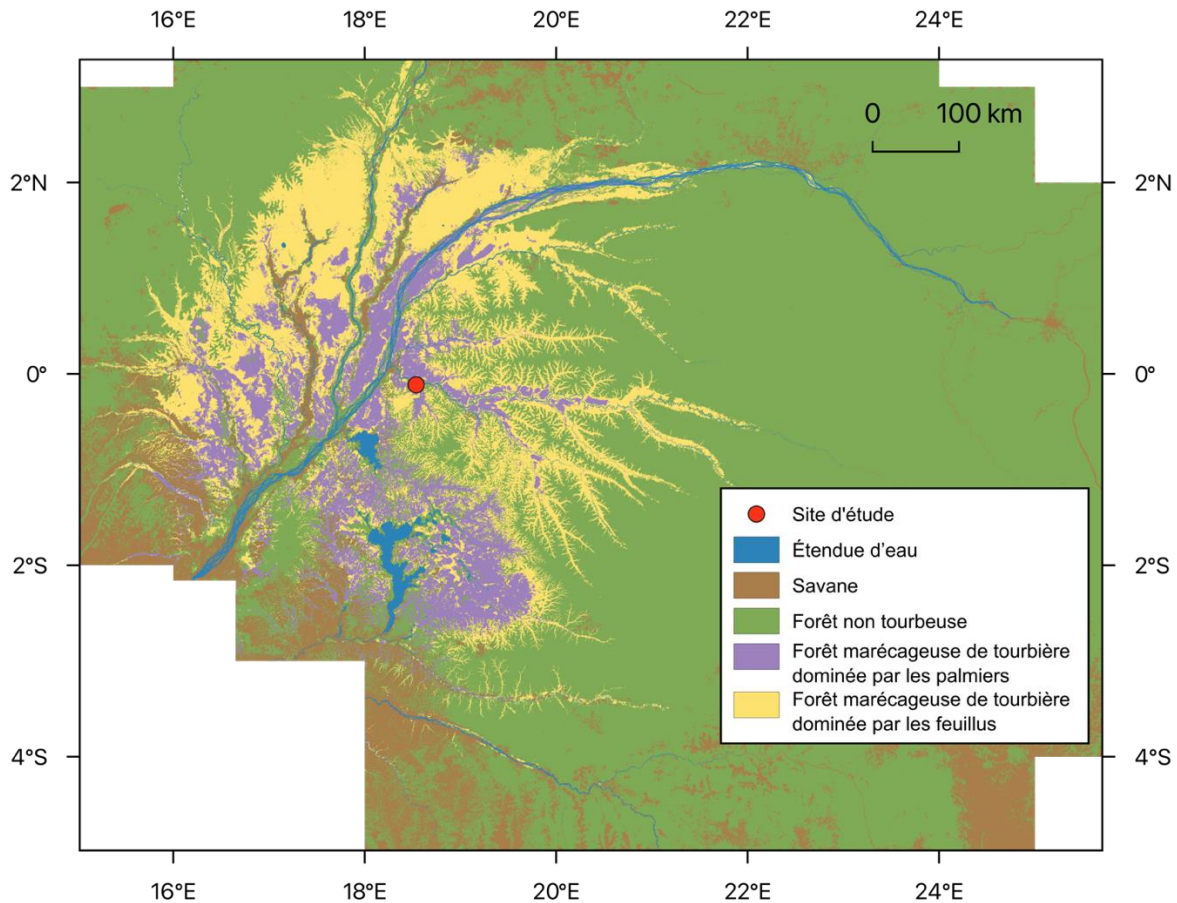 16°E 18°E 20°E 22°E 24°E
0 100 km
2°N 2°N
0° 0°
Site d'étude
Étendue d'eau
2°S 2°S
Savane
Forêt non tourbeuse
Forêt marécageuse de tourbière
dominée par les palmiers
Forêt marécageuse de tourbière
dominée par les feuillus
4°S 4°S
16°E 18°E 20°E 22°E 24°E